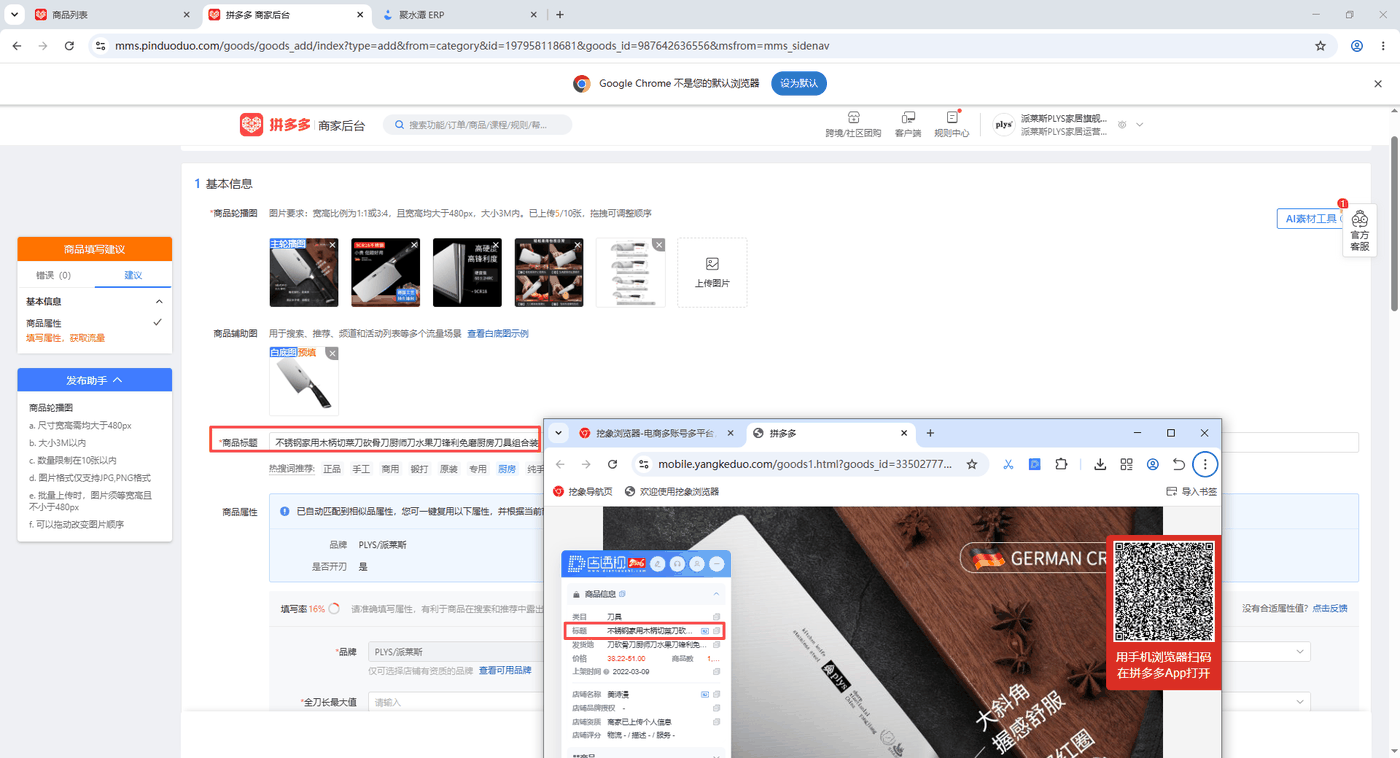 商品列表
拼多多 商家后台
聚水潭 ERP
mms.pinduoduo.com/goods/goods_add/index?type=add&from=category&id=197958118681&goods_id=987642636556&msfrom=mms_sidenav
Google Chrome 不是您的默认浏览器
设为默认
拼多多 商家后台
搜索功能/订单/商品/课程/规则/帮...
跨境/社区团购
客户端
规则中心
plys
派莱斯PLYS家居旗舰...
派莱斯PLYS家居运营...
1 基本信息
*商品轮播图 图片要求：宽高比例为1:1或3:4，且宽高均大于480px，大小3M内。已上传5/10张，拖拽可调整顺序
AI素材工具
1
官方
客服
主轮播图
上传图片
商品填写建议
错误（0）
建议
基本信息
商品属性
填写属性，获取流量
发布助手
商品轮播图
a. 尺寸宽高需均大于480px
b. 大小3M以内
c. 数量限制在10张以内
d. 图片格式仅支持JPG,PNG格式
e. 批量上传时，图片须等宽高且
不小于480px
f. 可以拖动改变图片顺序
商品辅助图 用于搜索、推荐、频道和活动列表等多个流量场景 查看白底图示例
白底图 预填
*商品标题 不锈钢家用木柄切菜刀砍骨刀厨师刀水果刀锋利免磨厨房刀具组合装
热搜词推荐: 正品 手工 商用 锻打 原装 专用 厨房 纯手
商品属性
已自动匹配到相似品属性，您可一键复用以下属性，并根据当前
品牌 PLYS/派莱斯
是否开刃 是
填写率 16%
请准确填写属性，有利于商品在搜索和推荐中露出
没有合适属性值？点击反馈
*品牌 PLYS/派莱斯
仅可选择店铺有资质的品牌 查看可用品牌
*全刀长最大值 请输入
挖象浏览器-电商多账号多平台
拼多多
mobile.yangkeduo.com/goods1.html?goods_id=33502777...
挖象导航页
欢迎使用挖象浏览器
导入书签
店透视
商品信息
类目 刀具
标题 不锈钢家用木柄切菜刀砍...
刀砍骨刀厨师刀水果刀锋利免...
价格 38.22-51.00 商品数 1....
上架时间 2022-03-09
店铺名称
店铺品牌授权 -
店铺资质 商家已上传个人信息
店铺评分 物流 - / 描述 - / 服务 -
GERMAN CR
plys
大斜角
握感舒服
用手机浏览器扫码
在拼多多App打开